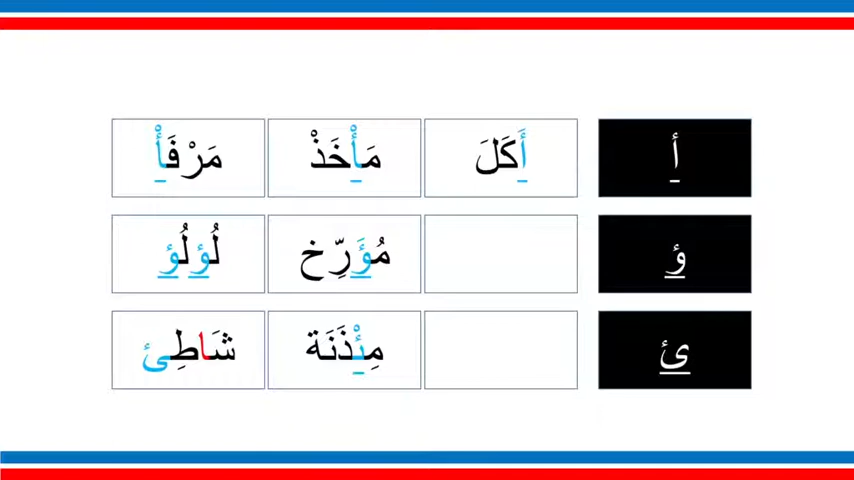 أ أَكَلَ مَأْخَذْ مَرْفَأْ
ؤ مُؤَرِّخ لُؤلُؤ
ئ مِئْذَنَة شَاطِئ